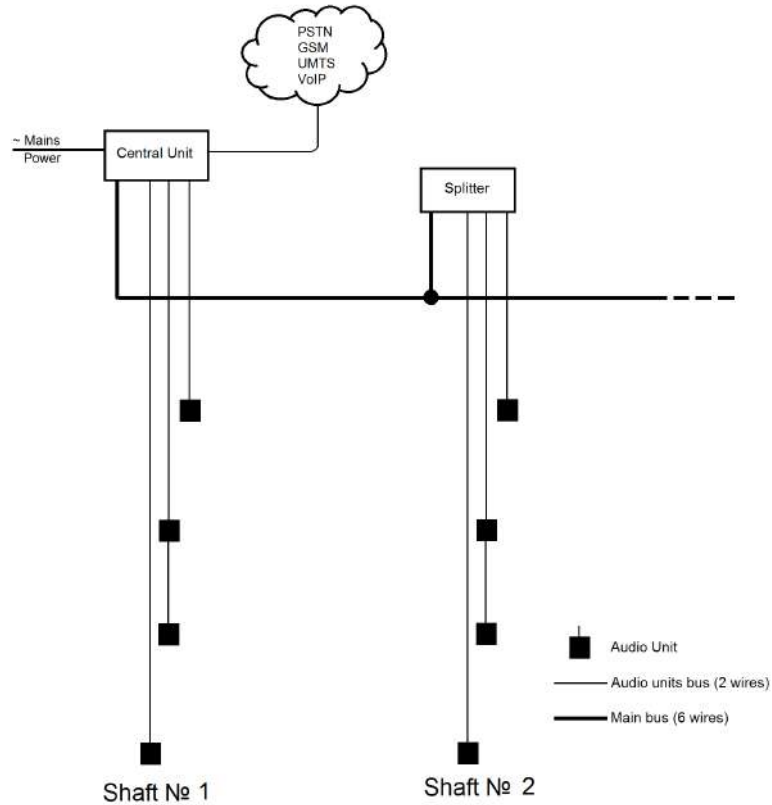 PSTN
GSM
UMTS
VoIP
~ Mains
Power
Central Unit
Splitter
Audio Unit
Audio units bus (2 wires)
Main bus (6 wires)
Shaft № 1
Shaft № 2